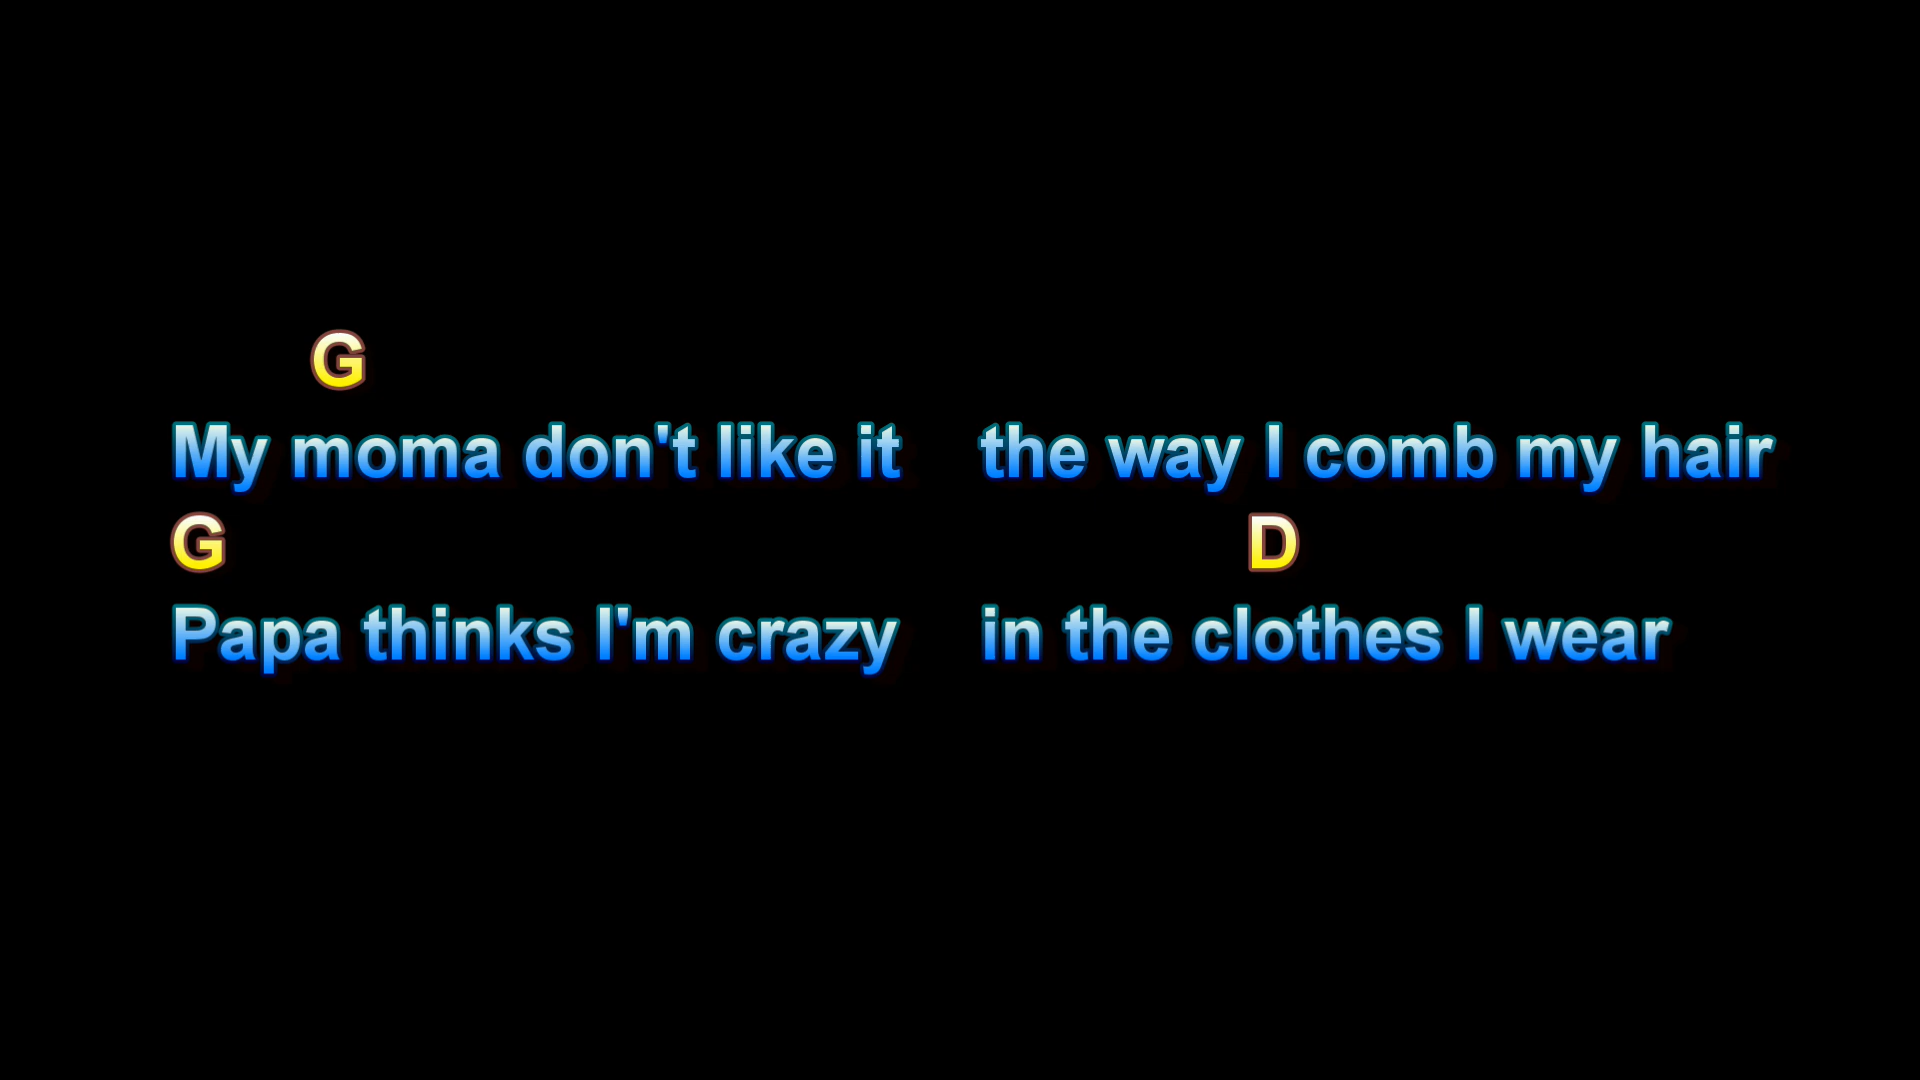 G
My moma don't like it the way I comb my hair
G D
Papa thinks I'm crazy in the clothes I wear